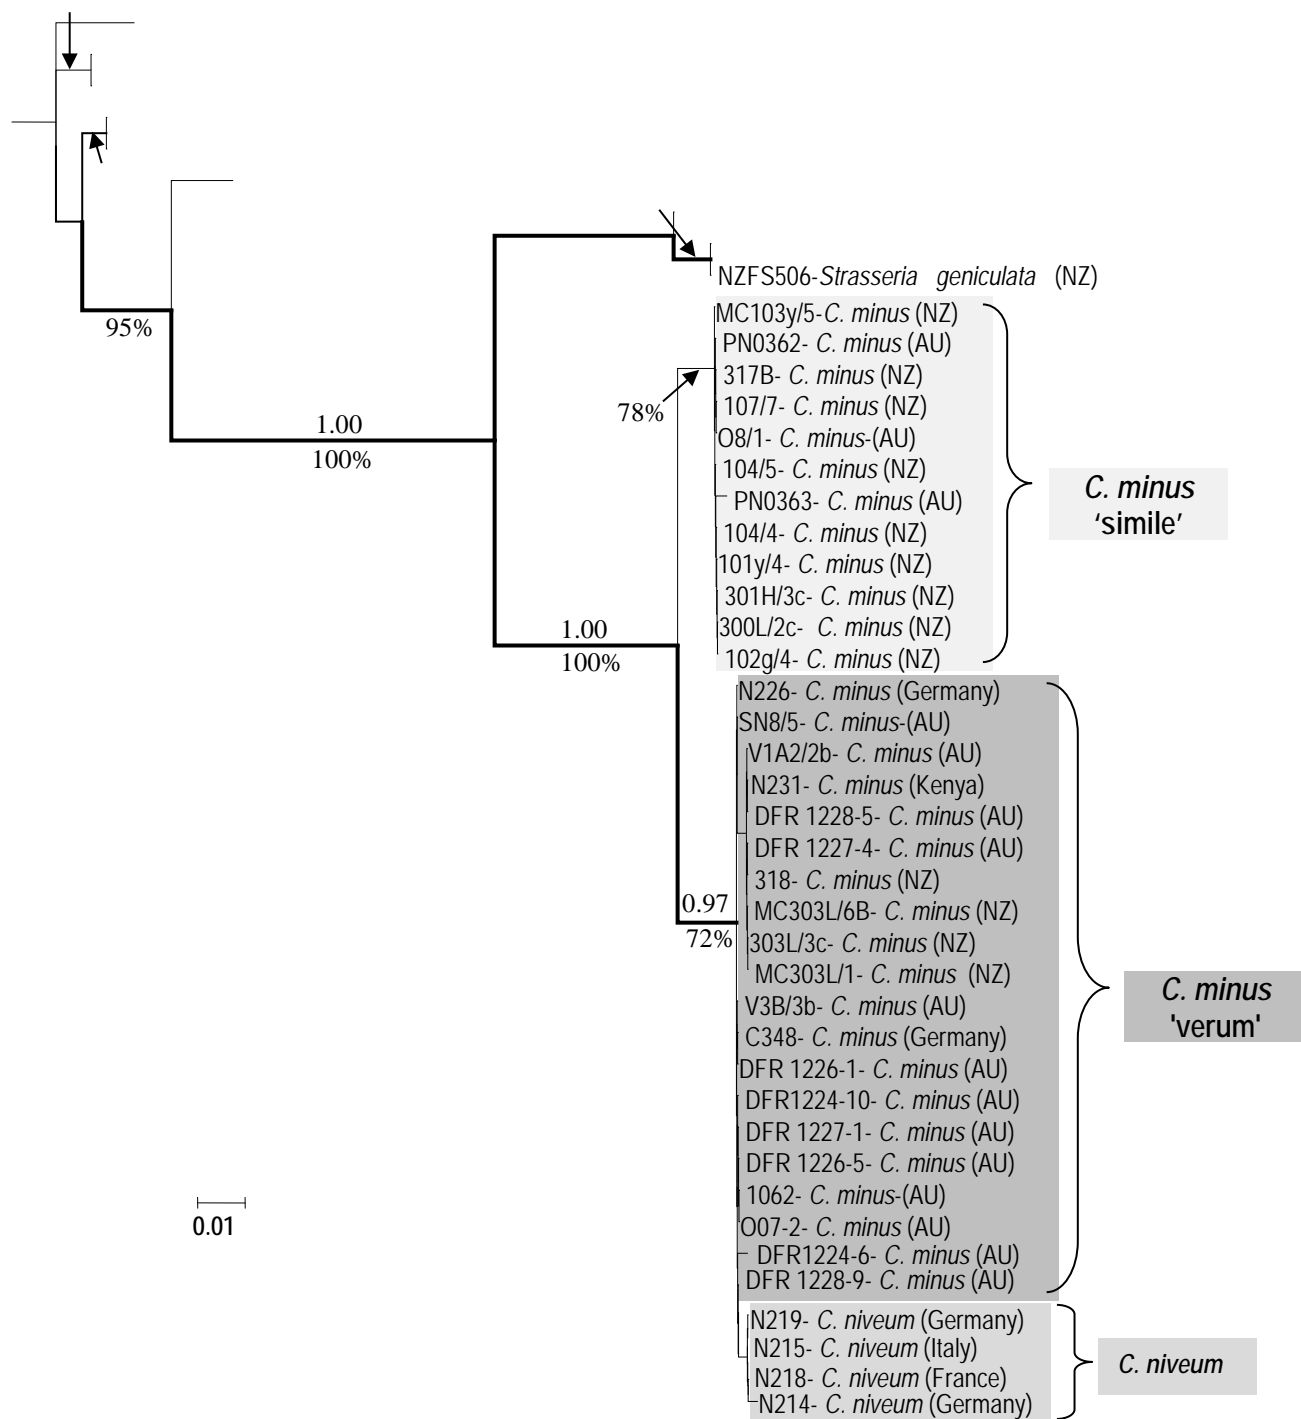 NZFS506-Strasseria geniculata (NZ)
MC103y/5-C. minus (NZ)
95%
PN0362- C. minus (AU)
317B- C. minus (NZ)
78%
107/7- C. minus (NZ)
1.00
100%
O8/1- C. minus-(AU)
104/5- C. minus (NZ)
PN0363- C. minus (AU)
C. minus
'simile'
104/4- C. minus (NZ)
101y/4- C. minus (NZ)
301H/3c- C. minus (NZ)
300L/2c- C. minus (NZ)
1.00
100%
102g/4- C. minus (NZ)
N226- C. minus (Germany)
SN8/5- C. minus-(AU)
V1A2/2b- C. minus (AU)
N231- C. minus (Kenya)
DFR 1228-5- C. minus (AU)
DFR 1227-4- C. minus (AU)
318- C. minus (NZ)
0.97
72%
MC303L/6B- C. minus (NZ)
303L/3c- C. minus (NZ)
MC303L/1- C. minus (NZ)
C. minus
'verum'
V3B/3b- C. minus (AU)
C348- C. minus (Germany)
DFR 1226-1- C. minus (AU)
DFR1224-10- C. minus (AU)
DFR 1227-1- C. minus (AU)
DFR 1226-5- C. minus (AU)
1062- C. minus-(AU)
0.01
O07-2- C. minus (AU)
DFR1224-6- C. minus (AU)
DFR 1228-9- C. minus (AU)
N219- C. niveum (Germany)
N215- C. niveum (Italy)
C. niveum
N218- C. niveum (France)
N214- C. niveum (Germany)